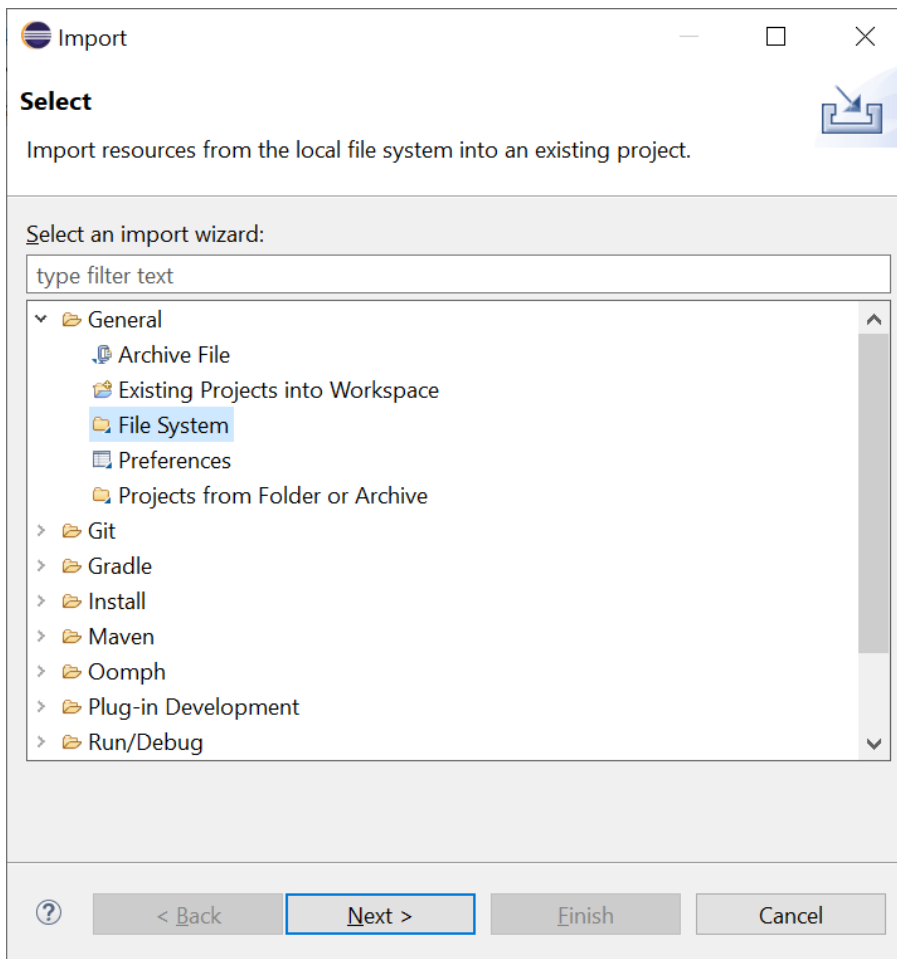 Import
Select
Import resources from the local file system into an existing project.
Select an import wizard:
type filter text
General
Archive File
Existing Projects into Workspace
File System
Preferences
Projects from Folder or Archive
Git
Gradle
Install
Maven
Oomph
Plug-in Development
Run/Debug
? < Back Next > Finish Cancel